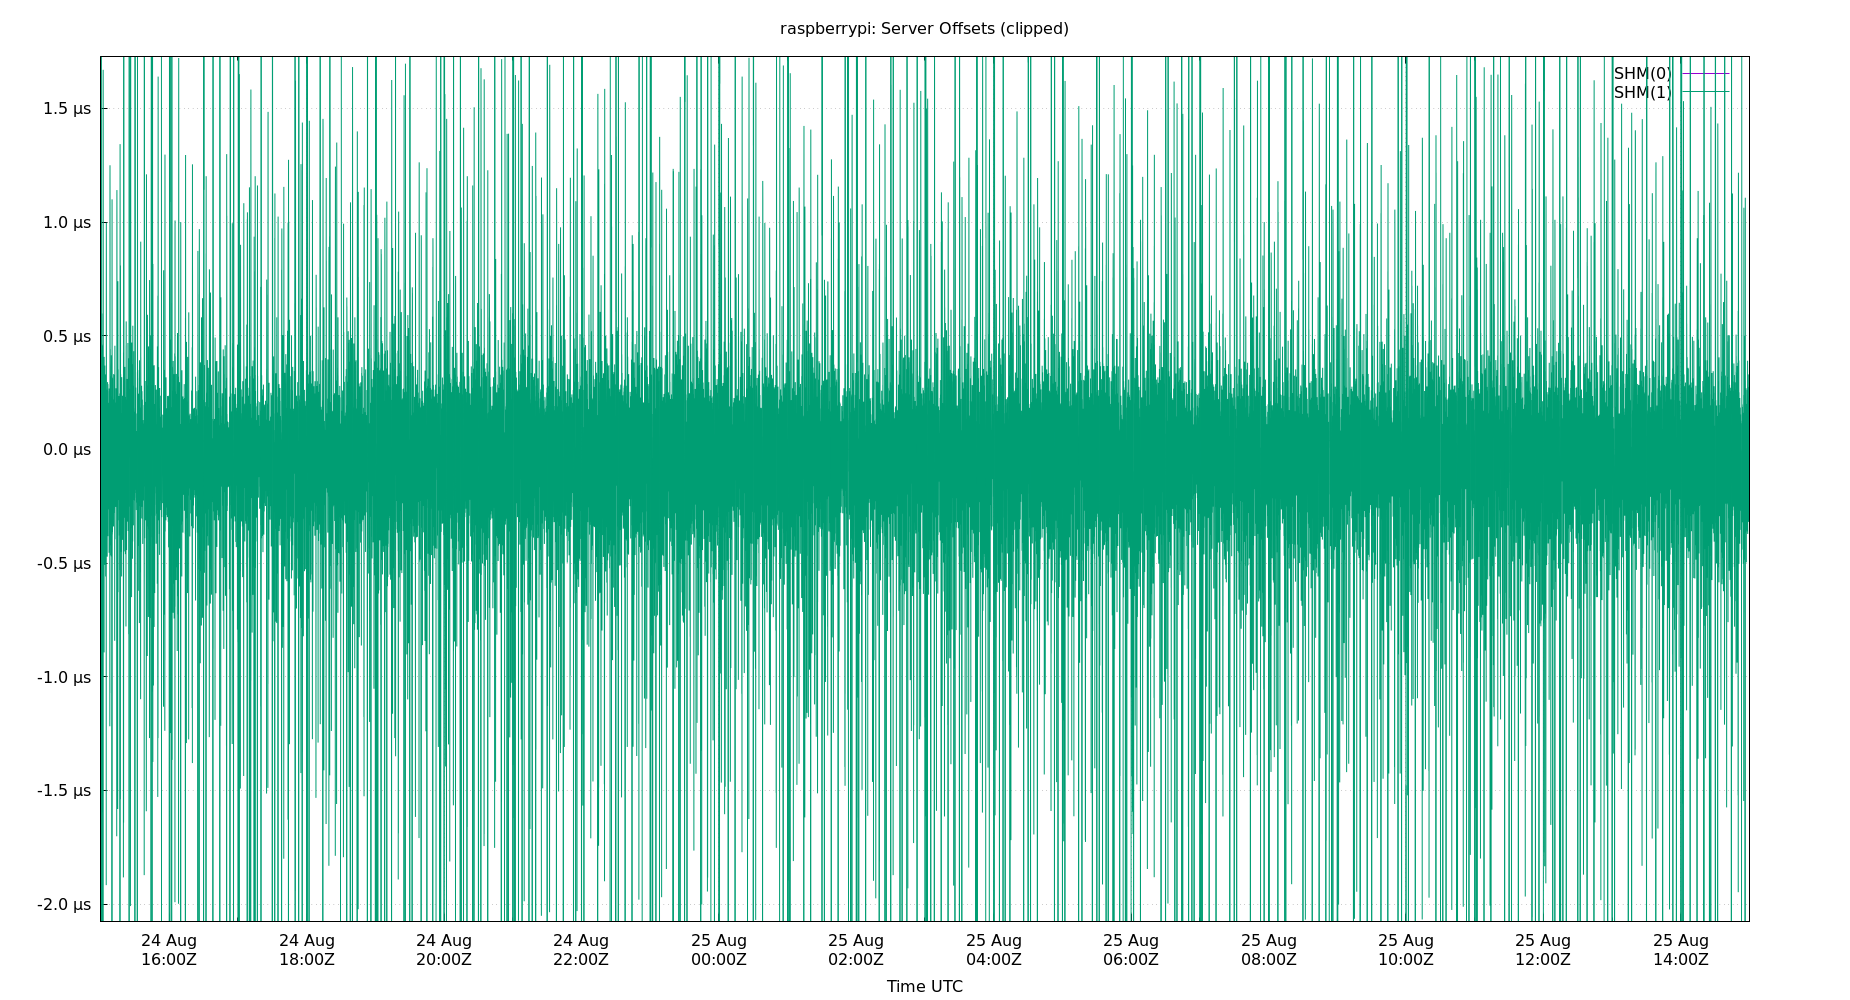 raspberrypi: Server Offsets (clipped)
SHM(0)
SHM(1)
1.5 µs
1.0 µs
0.5 µs
0.0 µs
-0.5 µs
-1.0 µs
-1.5 µs
-2.0 µs
24 Aug 24 Aug 24 Aug 24 Aug 25 Aug 25 Aug 25 Aug 25 Aug 25 Aug 25 Aug 25 Aug 25 Aug
16:00Z 18:00Z 20:00Z 22:00Z 00:00Z 02:00Z 04:00Z 06:00Z 08:00Z 10:00Z 12:00Z 14:00Z
Time UTC